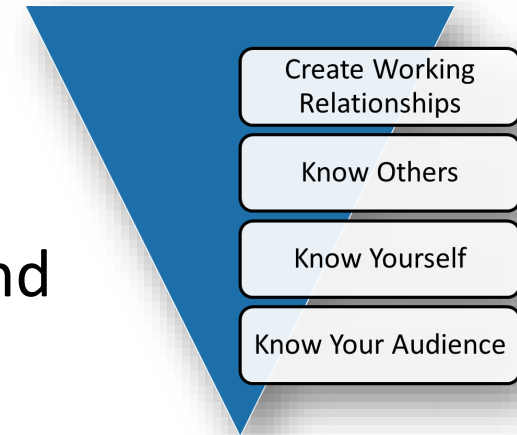 Create Working
Relationships
Know Others
Know Yourself
nd
Know Your Audience